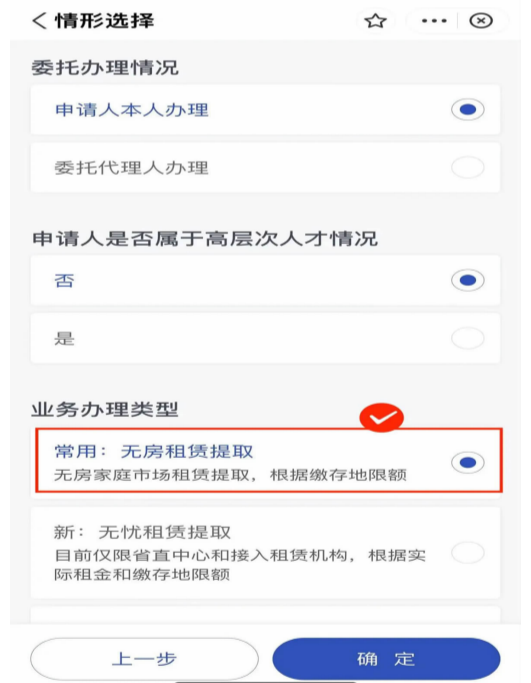 情形选择
委托办理情况
申请人本人办理
委托代理人办理
申请人是否属于高层次人才情况
否
是
业务办理类型
常用：无房租赁提取
无房家庭市场租赁提取，根据缴存地限额
新：无忧租赁提取
目前仅限省直中心和接入租赁机构，根据实
际租金和缴存地限额
上一步
确 定